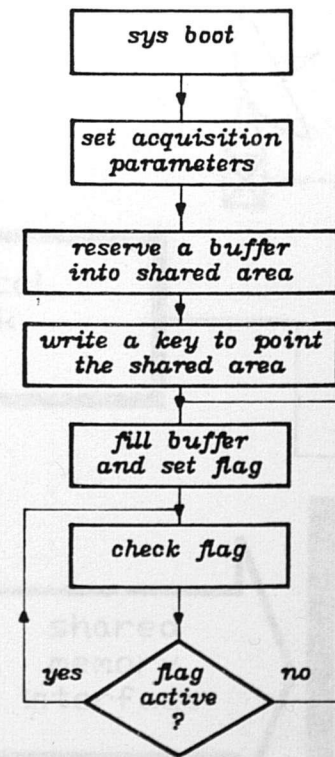 sys boot
set acquisition
parameters
reserve a buffer
into shared area
write a key to point
the shared area
fill buffer
and set flag
check flag
yes
flag
active
?
no
shared